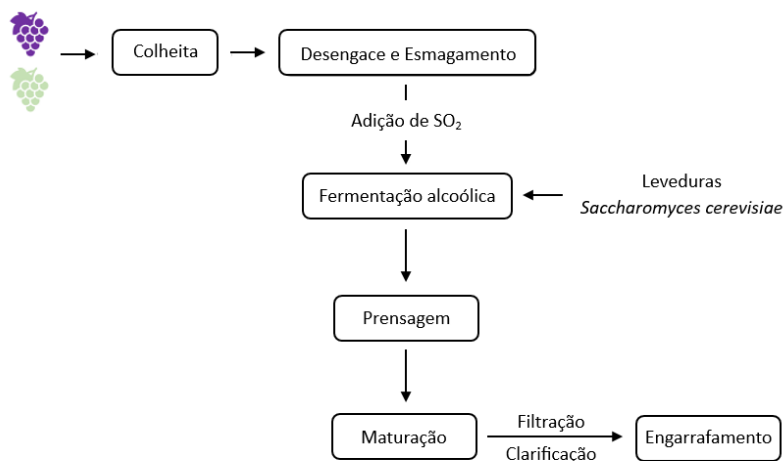 Colheita
Desengace e Esmagamento
Adição de SO₂
Fermentação alcoólica
Leveduras
Saccharomyces cerevisiae
Prensagem
Maturação
Filtração
Clarificação
Engarrafamento